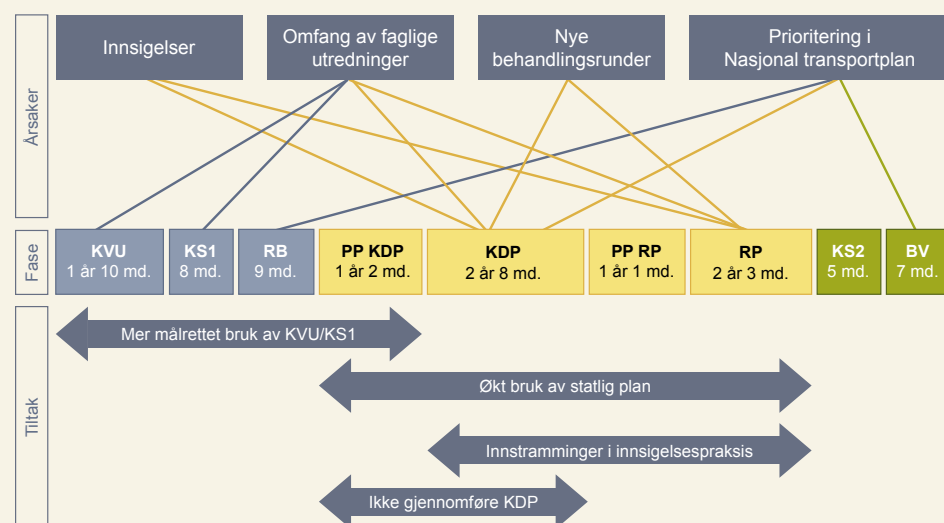 Årsaker
Innsigelser
Omfang av faglige
utredninger
Nye
behandlingsrunder
Prioritering i
Nasjonal transportplan
Fase
KVU
1 år 10 md.
KS1
8 md.
RB
9 md.
PP KDP
1 år 2 md.
KDP
2 år 8 md.
PP RP
1 år 1 md.
RP
2 år 3 md.
KS2
5 md.
BV
7 md.
Tiltak
Mer målrettet bruk av KVU/KS1
Økt bruk av statlig plan
Innstramminger i innsigelsespraksis
Ikke gjennomføre KDP